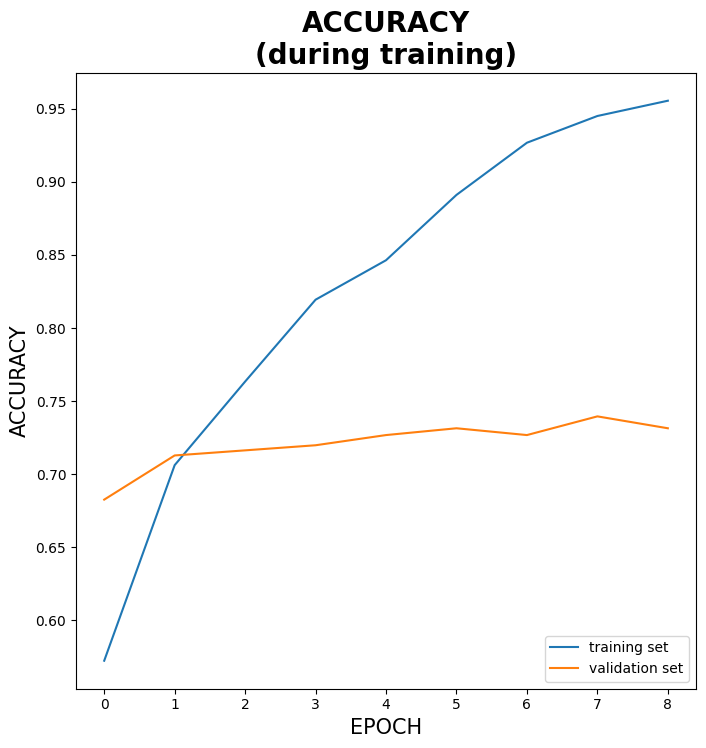 ACCURACY
(during training)
ACCURACY
0.95
0.90
0.85
0.80
0.75
0.70
0.65
0.60
0 1 2 3 4 5 6 7 8
EPOCH
training set
validation set